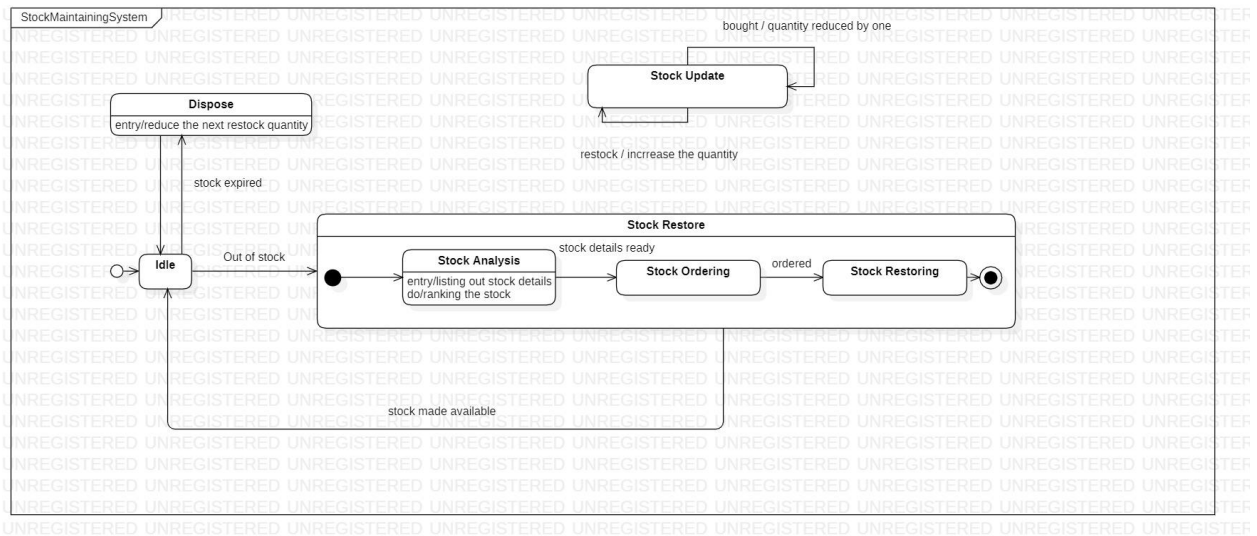 StockMaintainingSystem
bought / quantity reduced by one
Stock Update
Dispose
entry/reduce the next restock quantity
restock / incrrease the quantity
stock expired
Stock Restore
Out of stock
stock details ready
Idle
Stock Analysis
entry/listing out stock details
do/ranking the stock
Stock Ordering
ordered
Stock Restoring
stock made available
UNREGISTERED